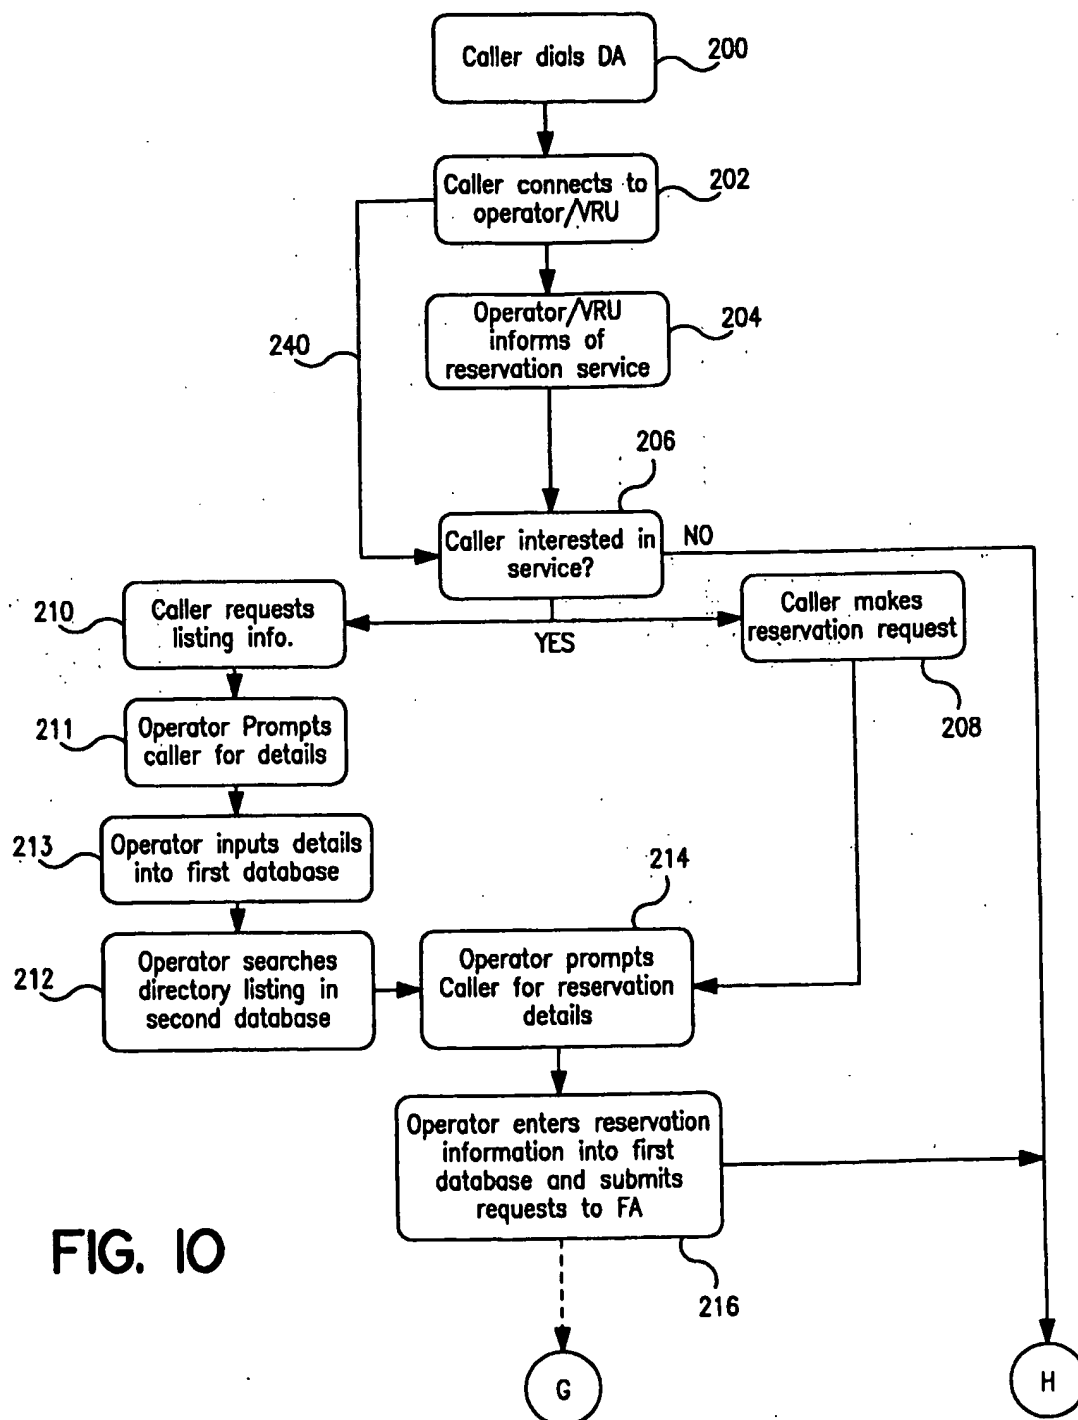 Caller dials DA
200
Caller connects to
operator/VRU
202
Operator/VRU
informs of
reservation service
204
240
206
Caller interested in
service?
NO
YES
210
Caller requests
listing info.
Caller makes
reservation request
208
211
Operator Prompts
caller for details
213
Operator inputs details
into first database
214
212
Operator searches
directory listing in
second database
Operator prompts
Caller for reservation
details
Operator enters reservation
information into first
database and submits
requests to FA
216
FIG. 10
G
H